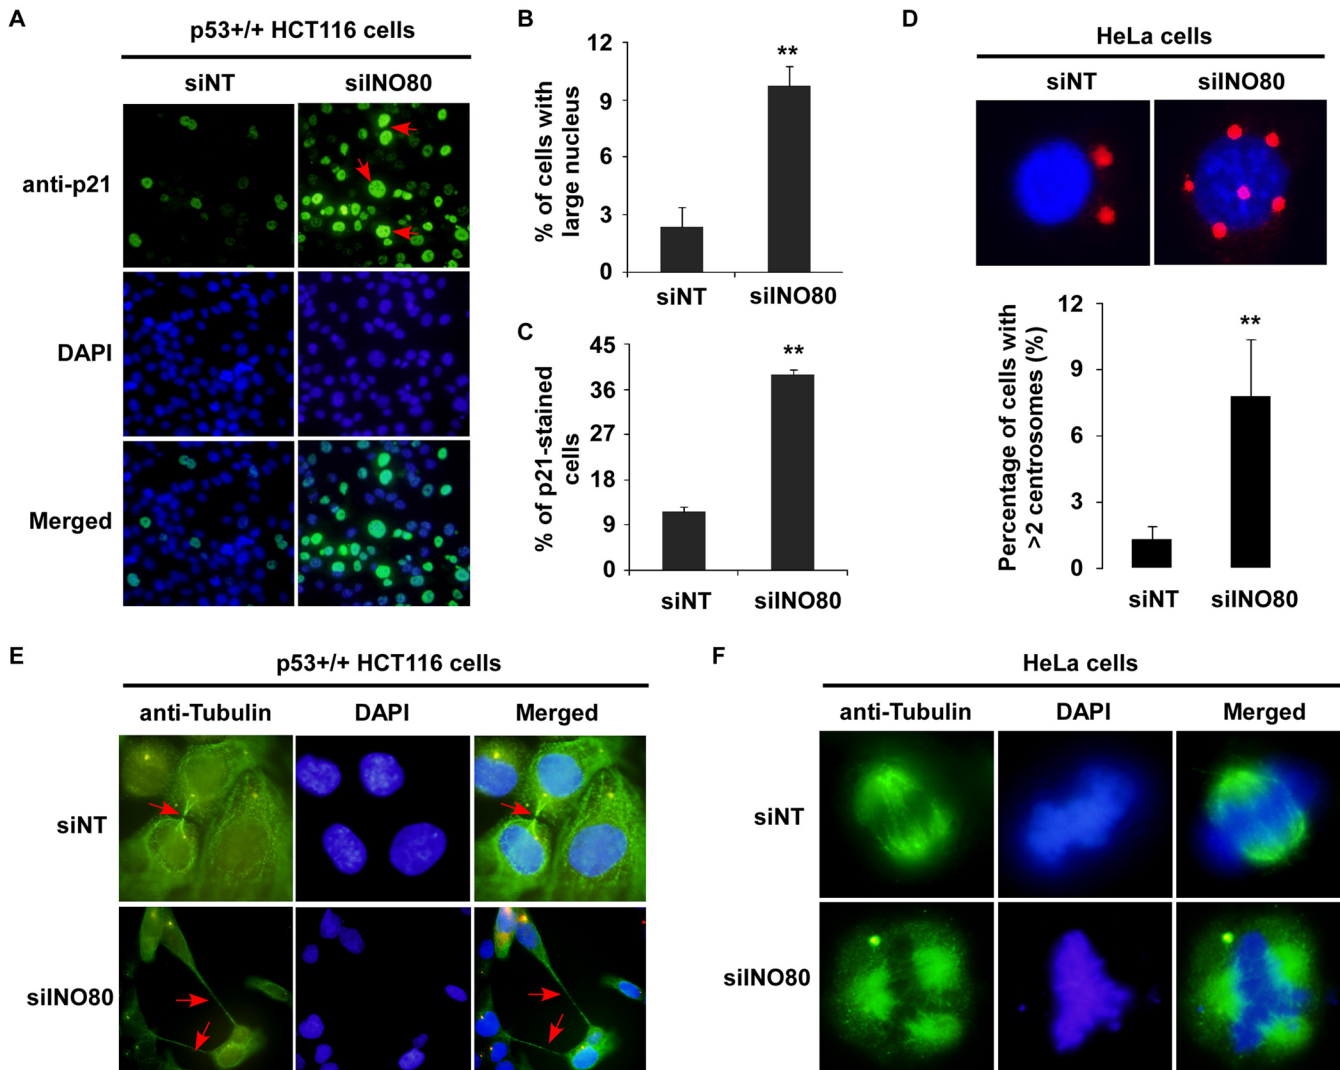 A
p53+/+ HCT116 cells
siNT
siINO80
anti-p21
DAPI
Merged
B
% of cells with
large nucleus
12
9
6
3
0
**
siNT
siINO80
C
% of p21-stained
cells
45
36
27
18
9
0
**
siNT
siINO80
D
HeLa cells
siNT
siINO80
Percentage of cells with
>2 centrosomes (%)
12
9
6
3
0
**
siNT
siINO80
E
p53+/+ HCT116 cells
anti-Tubulin
DAPI
Merged
siNT
siINO80
F
HeLa cells
anti-Tubulin
DAPI
Merged
siNT
siINO80